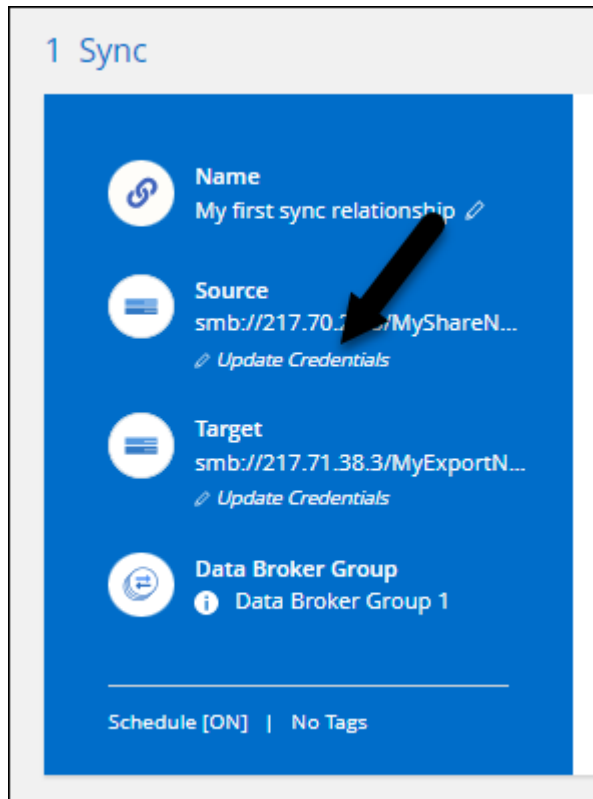 1 Sync
Name
My first sync relationship
Source
smb://217.70.2 3/MyShareN...
Update Credentials
Target
smb://217.71.38.3/MyExportN...
Update Credentials
Data Broker Group
Data Broker Group 1
Schedule [ON] | No Tags